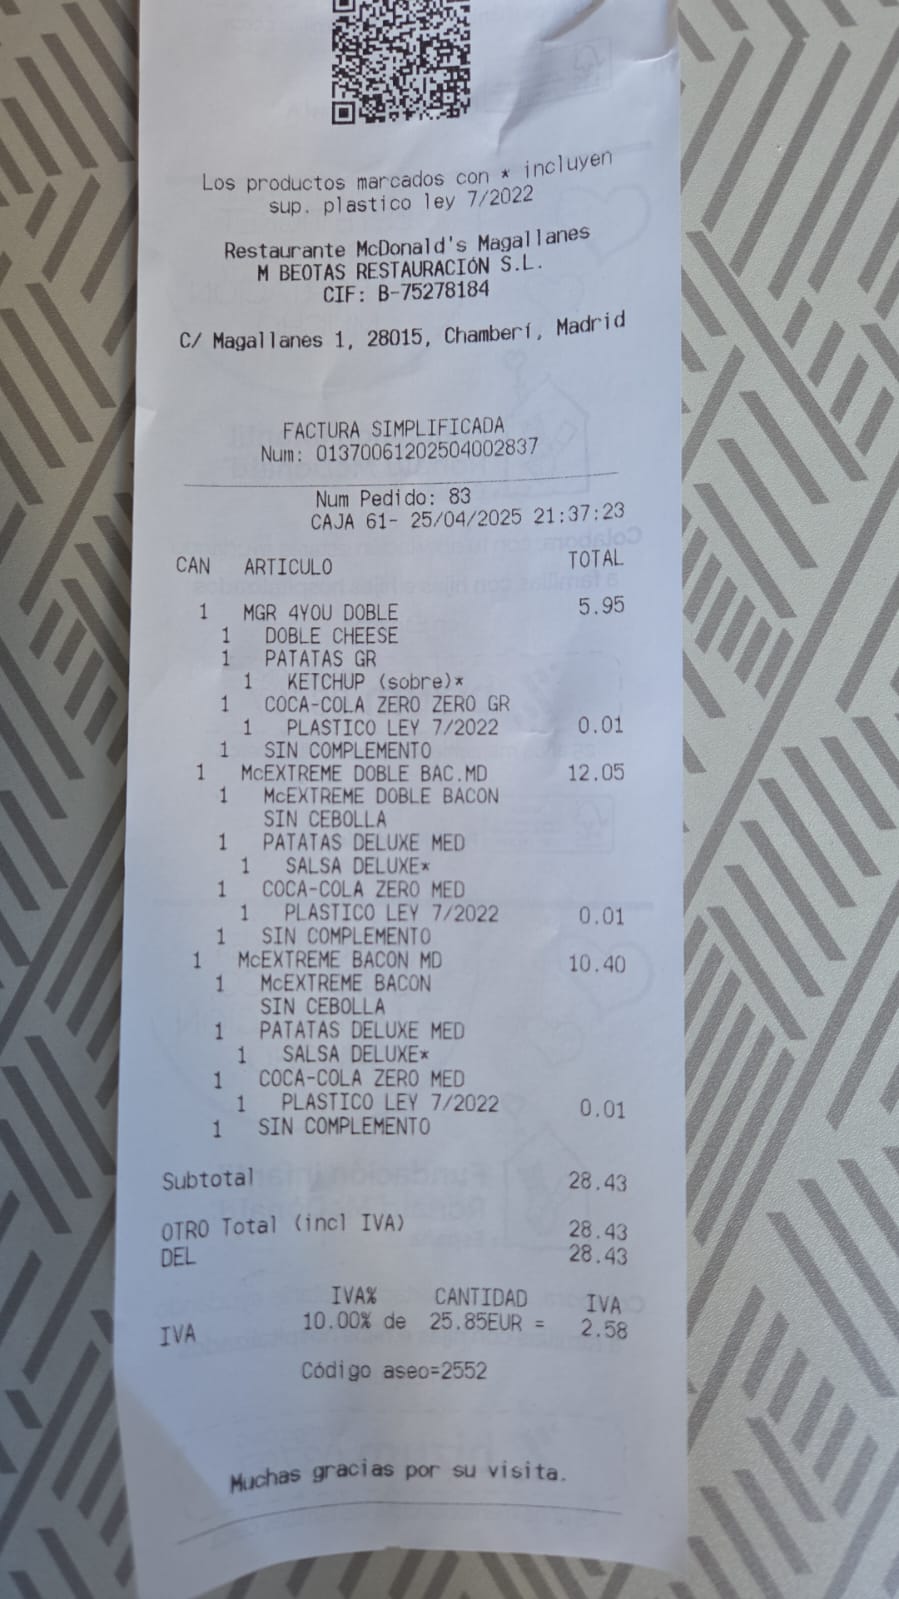 Los productos marcados con * incluyen
sup. plastico ley 7/2022
Restaurante McDonald's Magallanes
M BEOTAS RESTAURACIÓN S.L.
CIF: B-75278184
C/ Magallanes 1, 28015, Chamberí, Madrid
FACTURA SIMPLIFICADA
Num: 01370061202504002837
Num Pedido: 83
CAJA 61- 25/04/2025 21:37:23
CAN ARTICULO TOTAL
1 MGR 4YOU DOBLE 5.95
1 DOBLE CHEESE
1 PATATAS GR
1 KETCHUP (sobre)*
1 COCA-COLA ZERO ZERO GR
1 PLASTICO LEY 7/2022 0.01
1 SIN COMPLEMENTO
1 McEXTREME DOBLE BAC.MD 12.05
1 McEXTREME DOBLE BACON
SIN CEBOLLA
1 PATATAS DELUXE MED
1 SALSA DELUXE*
1 COCA-COLA ZERO MED
1 PLASTICO LEY 7/2022 0.01
1 SIN COMPLEMENTO
1 McEXTREME BACON MD 10.40
1 McEXTREME BACON
SIN CEBOLLA
1 PATATAS DELUXE MED
1 SALSA DELUXE*
1 COCA-COLA ZERO MED
1 PLASTICO LEY 7/2022 0.01
1 SIN COMPLEMENTO
Subtotal 28.43
OTRO Total (incl IVA) 28.43
DEL 28.43
IVA% CANTIDAD IVA
IVA 10.00% de 25.85EUR = 2.58
Código aseo=2552
Muchas gracias por su visita.